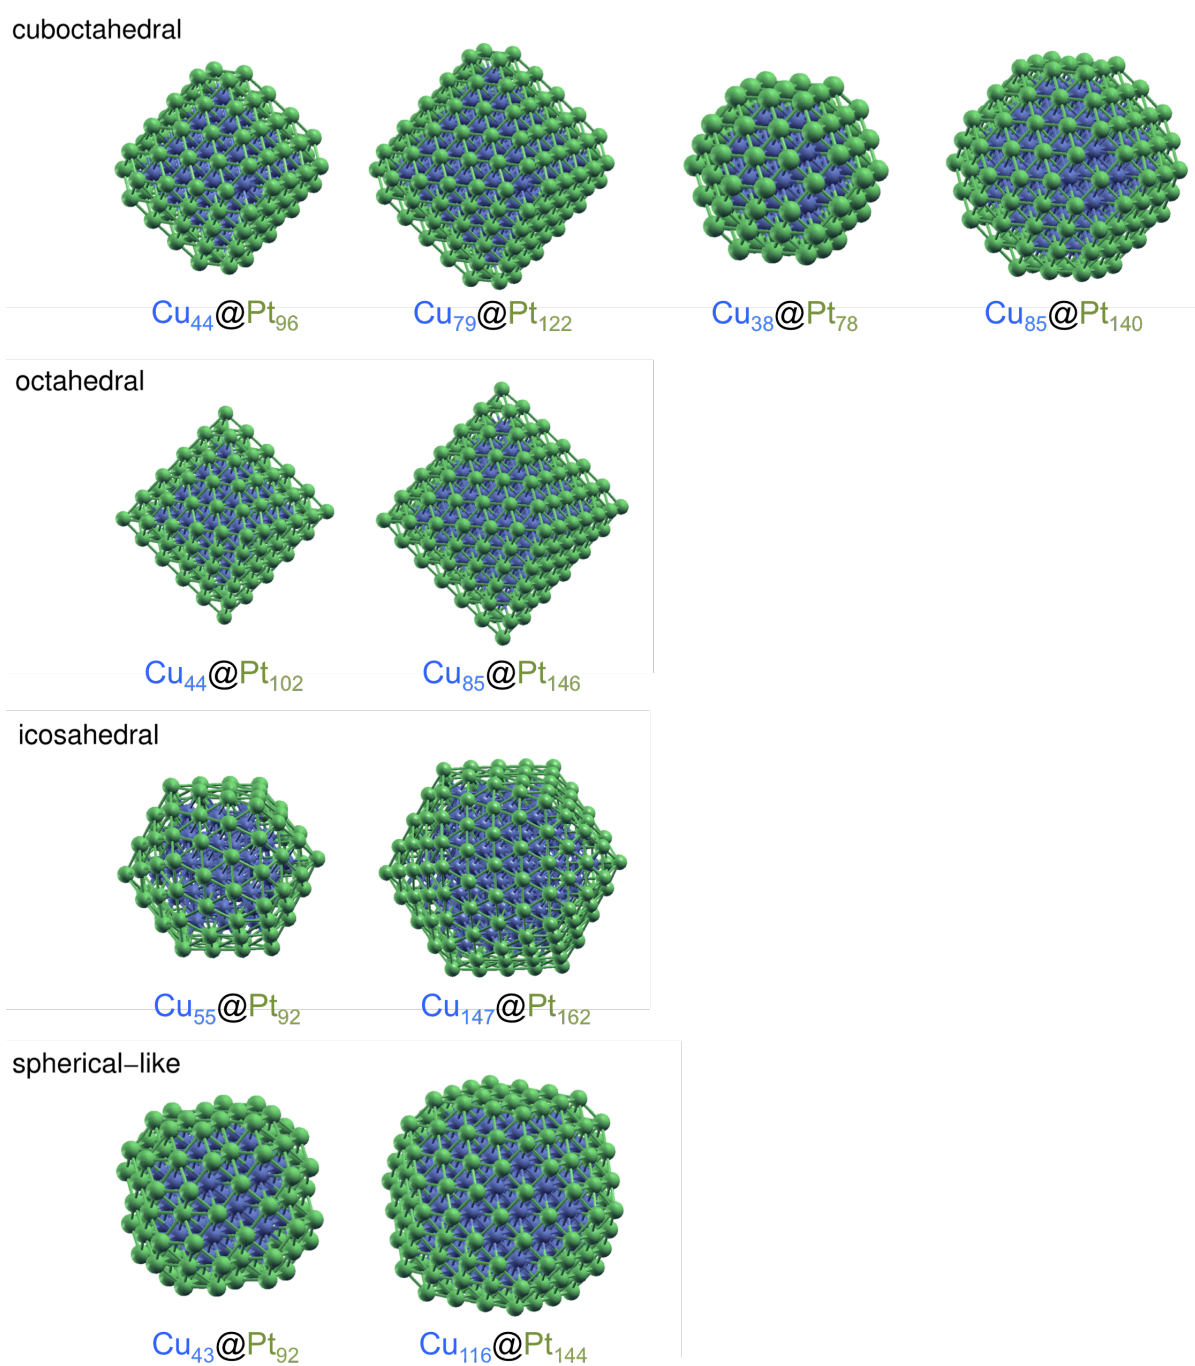 cuboctahedral
Cu44@Pt96 Cu79@Pt122 Cu38@Pt78 Cu85@Pt140
octahedral
Cu44@Pt102 Cu85@Pt146
icosahedral
Cu55@Pt92 Cu147@Pt162
spherical−like
Cu43@Pt92 Cu116@Pt144